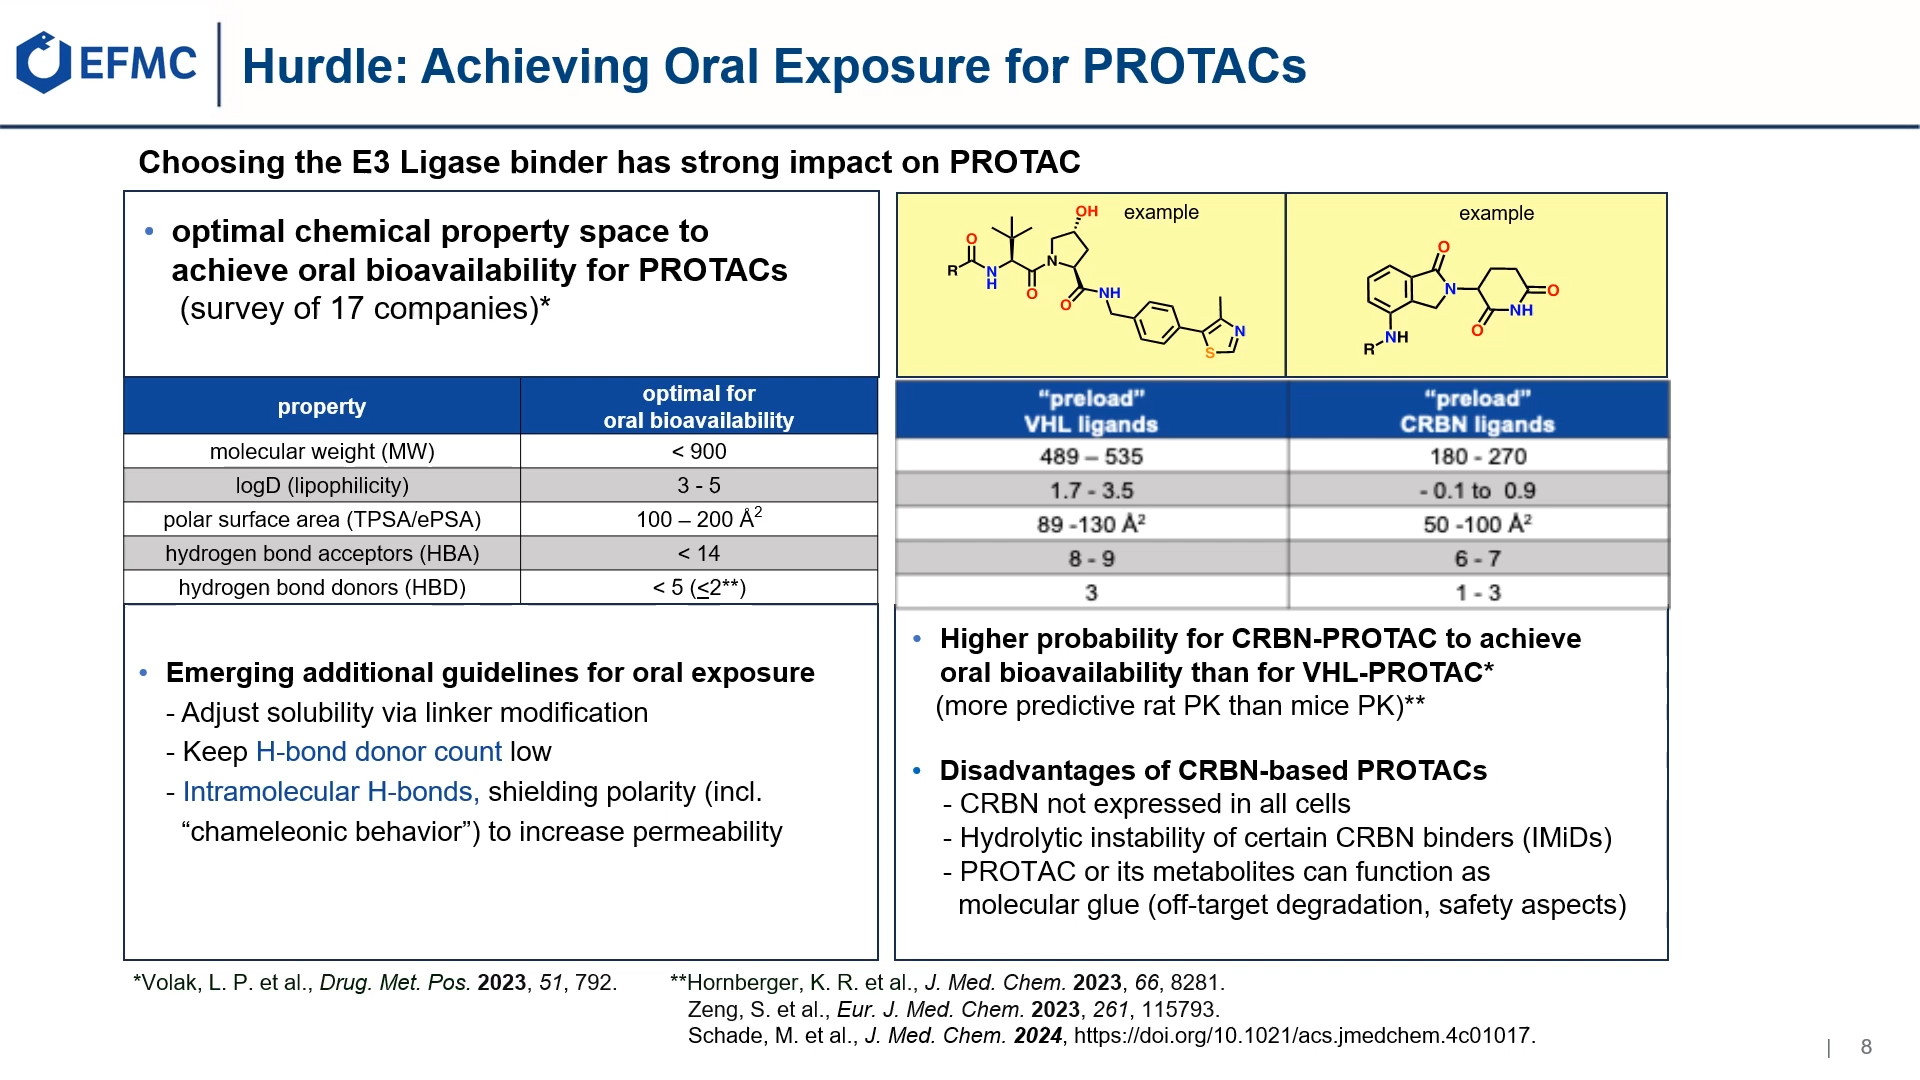 EFMC
Hurdle: Achieving Oral Exposure for PROTACs
Choosing the E3 Ligase binder has strong impact on PROTAC
• optimal chemical property space to
achieve oral bioavailability for PROTACs
(survey of 17 companies)*
property
optimal for
oral bioavailability
molecular weight (MW) < 900
logD (lipophilicity) 3 - 5
polar surface area (TPSA/ePSA) 100 – 200 Å²
hydrogen bond acceptors (HBA) < 14
hydrogen bond donors (HBD) < 5 (≤2**)
• Emerging additional guidelines for oral exposure
- Adjust solubility via linker modification
- Keep H-bond donor count low
- Intramolecular H-bonds, shielding polarity (incl.
“chameleonic behavior”) to increase permeability
OH
example
O
R
N
H
N
O
O
NH
N
S
example
O
N
O
NH
O
NH
R
“preload”
VHL ligands
“preload”
CRBN ligands
489 – 535 180 - 270
1.7 - 3.5 - 0.1 to 0.9
89 -130 Å² 50 -100 Å²
8 - 9 6 - 7
3 1 - 3
• Higher probability for CRBN-PROTAC to achieve
oral bioavailability than for VHL-PROTAC*
(more predictive rat PK than mice PK)**
• Disadvantages of CRBN-based PROTACs
- CRBN not expressed in all cells
- Hydrolytic instability of certain CRBN binders (IMiDs)
- PROTAC or its metabolites can function as
molecular glue (off-target degradation, safety aspects)
*Volak, L. P. et al., Drug. Met. Pos. 2023, 51, 792.
**Hornberger, K. R. et al., J. Med. Chem. 2023, 66, 8281.
Zeng, S. et al., Eur. J. Med. Chem. 2023, 261, 115793.
Schade, M. et al., J. Med. Chem. 2024, https://doi.org/10.1021/acs.jmedchem.4c01017.
| 8